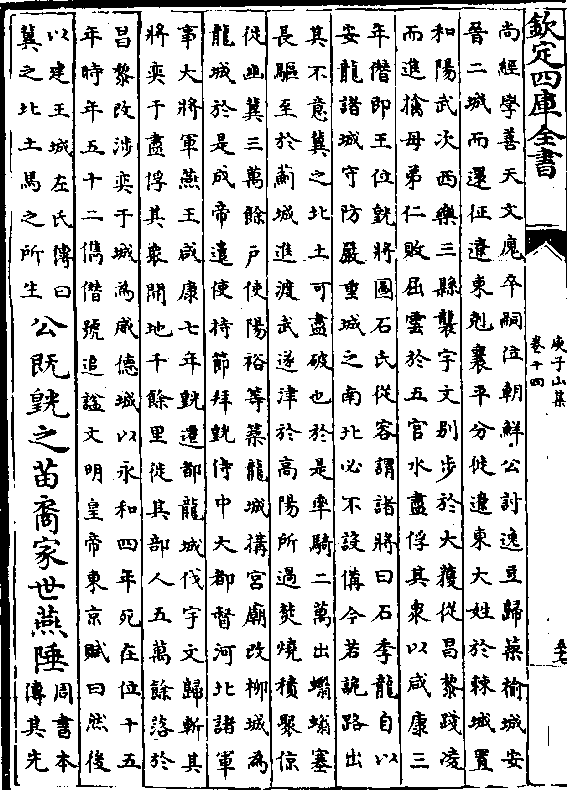 欽定四庫全書
庾子山集
卷十四
尚經學善天文廆卒嗣位朝鮮公討逸豆歸築榆城安
晉二城而還征遼東剋襄平分徙遼東大姓於棘城置
和陽武次西樂三縣襲宇文别步於大獲從昌黎踐凌
而進擒母弟仁敗屈雲於五官水盡俘其衆以咸康三
年僣即王位皝將圖石氏從容謂諸將曰石季龍自以
安龍諸城守防嚴重城之南北必不設備今若詭路出
其不意冀之北土可盡破也於是率騎二萬出蠮螉塞
長驅至於薊城進渡武遂津於高陽所過焚燒積聚掠
徙幽冀三萬餘户使陽裕等築龍城搆宫廟改柳城為
龍城於是成帝遣使持節拜皝侍中大都督河北諸軍
事大將軍燕王咸康七年皝遷都龍城伐宇文歸斬其
將奕于盡俘其衆開地千餘里徙其部人五萬餘落於
昌黎改涉奕于城為威德城以永和四年死在位十五
年時年五十二儁僣號追諡文明皇帝東京賦曰然後
以建王城左氏傳曰
冀之北土馬之所生
公既皝之苗裔家世燕陲
周書本
傳其先